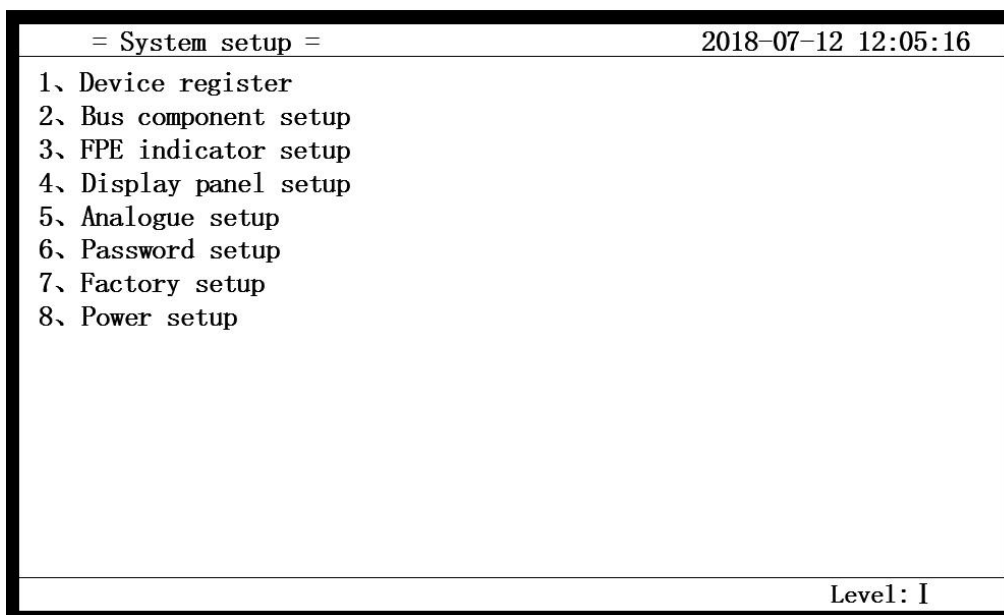 = System setup = 2018-07-12 12:05:16
1、Device register
2、Bus component setup
3、FPE indicator setup
4、Display panel setup
5、Analogue setup
6、Password setup
7、Factory setup
8、Power setup
Level: I